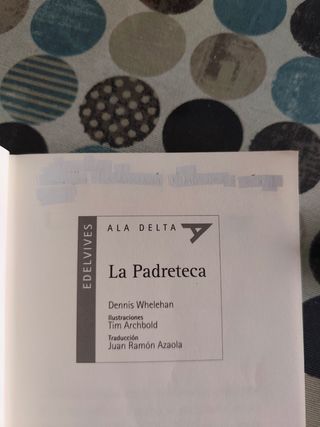 EDELVIVES
ALA DELTA
La Padreteca
Dennis Whelehan
Ilustraciones
Tim Archbold
Traducción
Juan Ramón Azaola